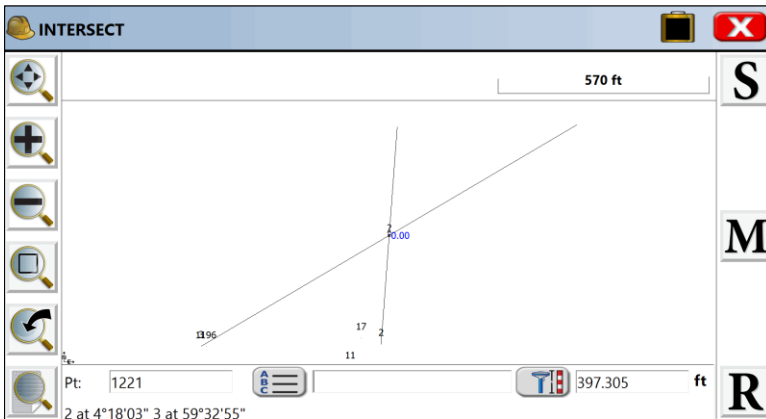 INTERSECT
X
570 ft
S
2
0.00
M
1196
17
2
11
Pt: 1221
A
B
C
397.305 ft
R
2 at 4°18'03" 3 at 59°32'55"